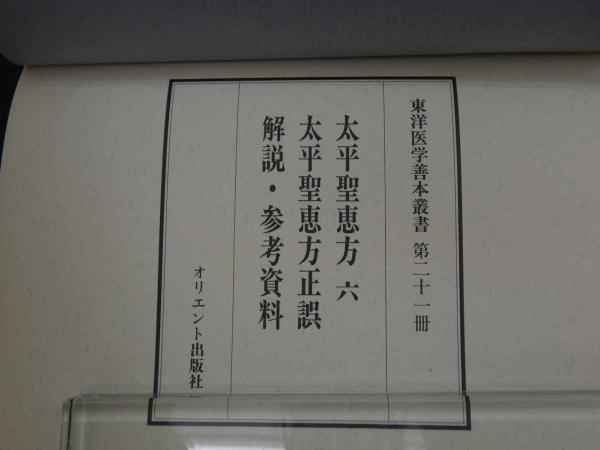 東洋医学善本叢書 第二十一冊
太平聖恵方 六
太平聖恵方正誤
解説・参考資料
オリエント出版社